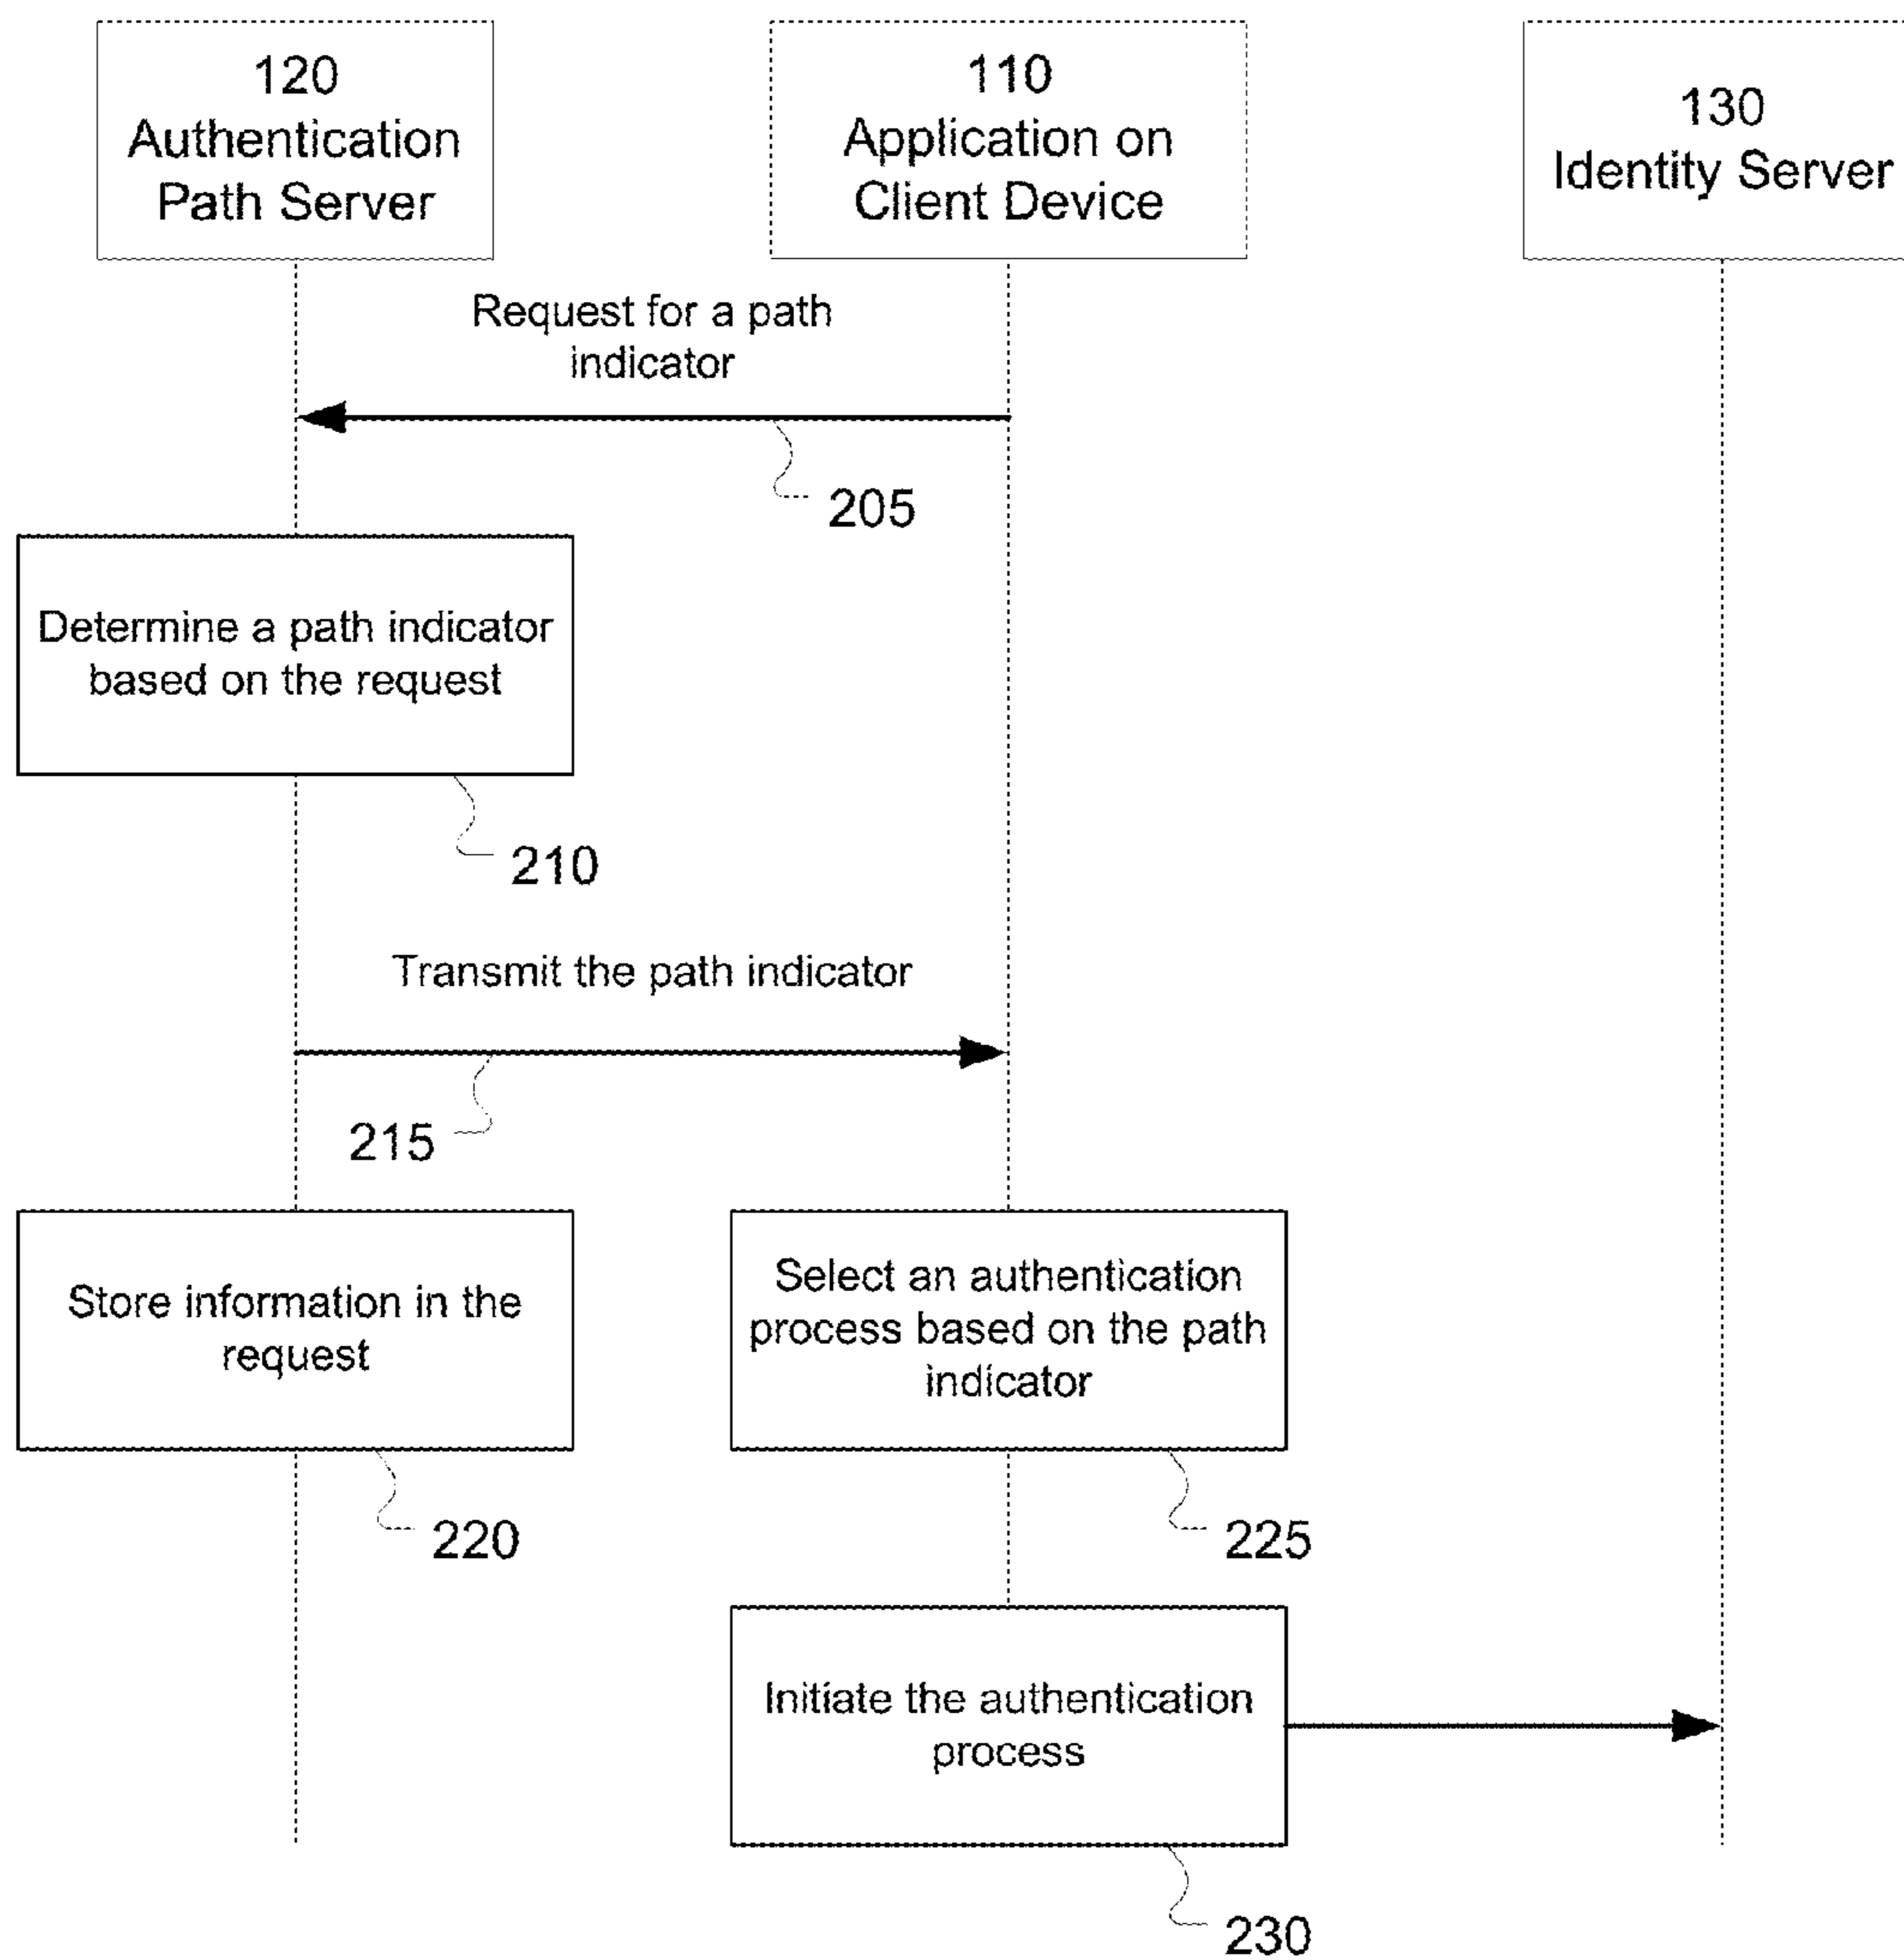 120
Authentication
Path Server
110
Application on
Client Device
130
Identity Server
Request for a path
indicator
205
Determine a path indicator
based on the request
210
Transmit the path indicator
215
Store information in the
request
220
Select an authentication
process based on the path
indicator
225
Initiate the authentication
process
230